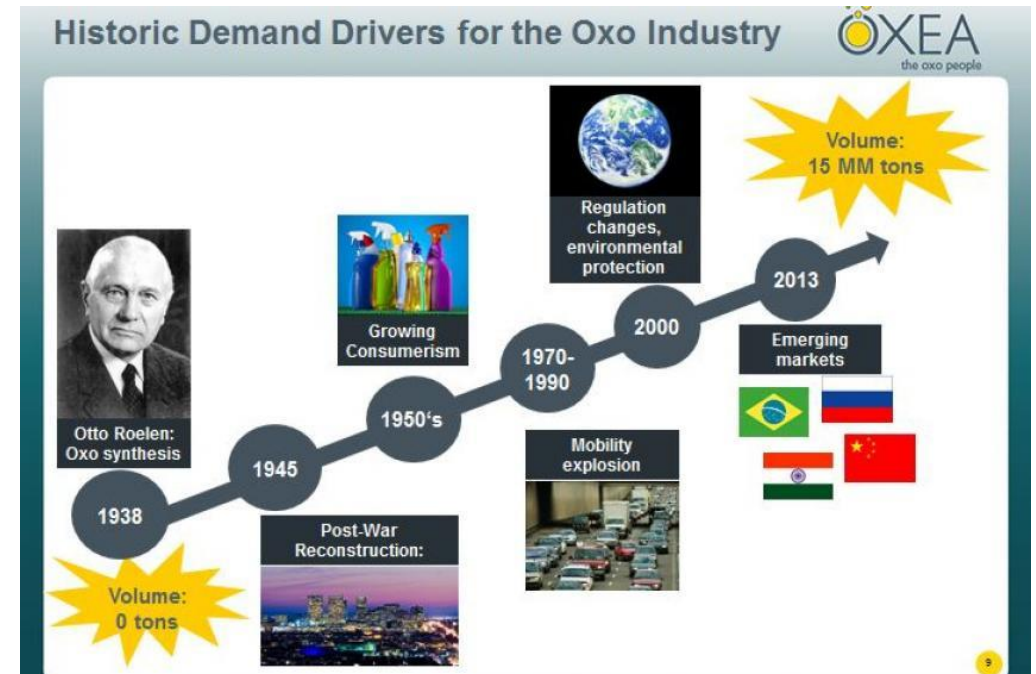 Historic Demand Drivers for the Oxo Industry
OXEA
the oxo people
Volume:
15 MM tons
Regulation
changes,
environmental
protection
2013
2000
Growing
Consumerism
Emerging
markets
1970-
1990
1950's
Otto Roelen:
Oxo synthesis
Mobility
explosion
1945
1938
Post-War
Reconstruction:
Volume:
0 tons
9